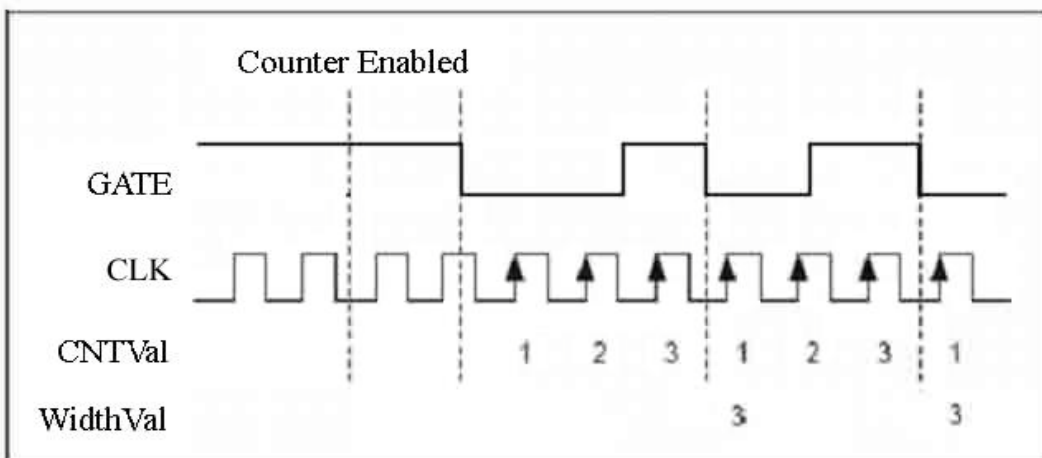 Counter Enabled
GATE
CLK
CNTVal 1 2 3 1 2 3 1
WidthVal 3 3